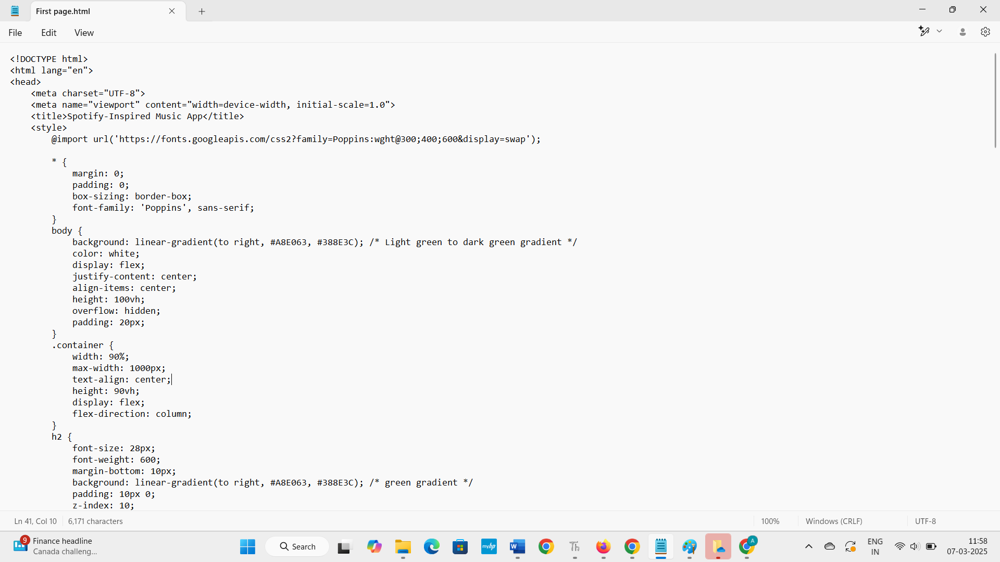 First page.html
File Edit View
<!DOCTYPE html>
<html lang="en">
<head>
    <meta charset="UTF-8">
    <meta name="viewport" content="width=device-width, initial-scale=1.0">
    <title>Spotify-Inspired Music App</title>
    <style>
        @import url('https://fonts.googleapis.com/css2?family=Poppins:wght@300;400;600&display=swap');

        * {
            margin: 0;
            padding: 0;
            box-sizing: border-box;
            font-family: 'Poppins', sans-serif;
        }
        body {
            background: linear-gradient(to right, #A8E063, #388E3C); /* Light green to dark green gradient */
            color: white;
            display: flex;
            justify-content: center;
            align-items: center;
            height: 100vh;
            overflow: hidden;
            padding: 20px;
        }
        .container {
            width: 90%;
            max-width: 1000px;
            text-align: center;
            height: 90vh;
            display: flex;
            flex-direction: column;
        }
        h2 {
            font-size: 28px;
            font-weight: 600;
            margin-bottom: 10px;
            background: linear-gradient(to right, #A8E063, #388E3C); /* green gradient */
            padding: 10px 0;
            z-index: 10;
Ln 41, Col 10 6,171 characters 100% Windows (CRLF) UTF-8
9 Finance headline
Canada challeng...
Search
myhp
W
Th
A
ENG
IN
11:58
07-03-2025